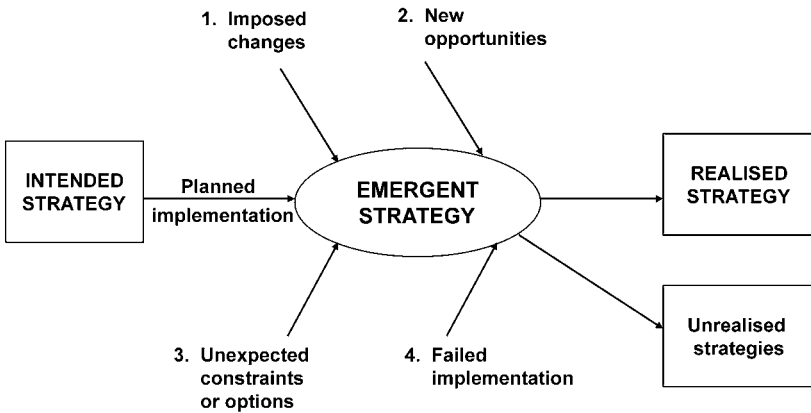 1. Imposed
changes
2. New
opportunities
INTENDED
STRATEGY
Planned
implementation
EMERGENT
STRATEGY
REALISED
STRATEGY
3. Unexpected
constraints
or options
4. Failed
implementation
Unrealised
strategies